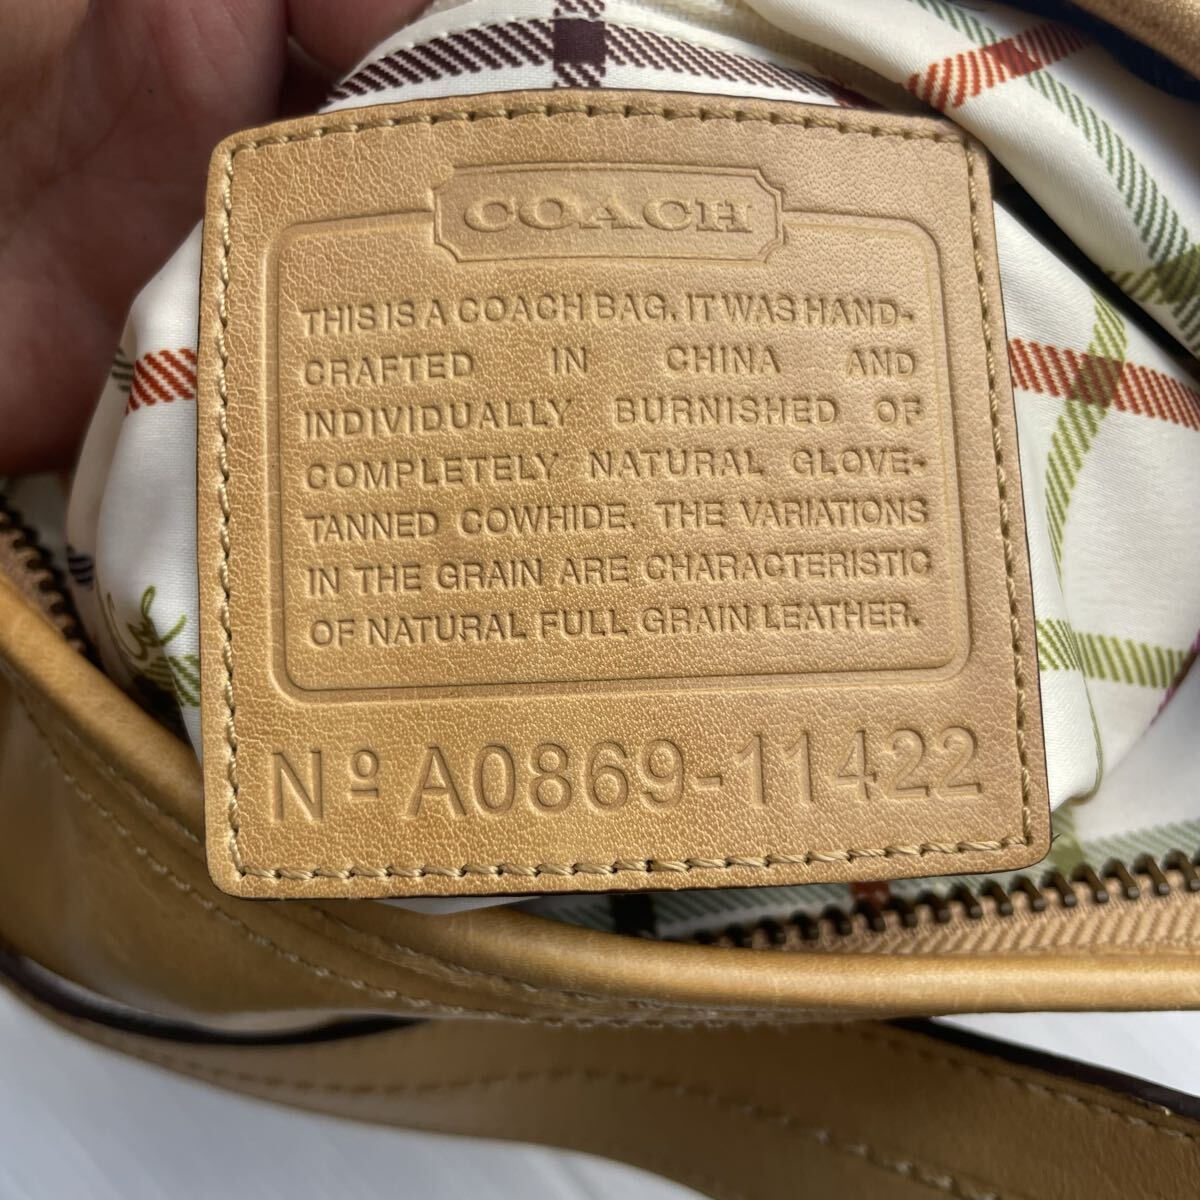 COACH
THIS IS A COACH BAG. IT WAS HAND-
CRAFTED IN CHINA AND
INDIVIDUALLY BURNISHED OF
COMPLETELY NATURAL GLOVE-
TANNED COWHIDE. THE VARIATIONS
IN THE GRAIN ARE CHARACTERISTIC
OF NATURAL FULL GRAIN LEATHER.
Nº A0869-11422